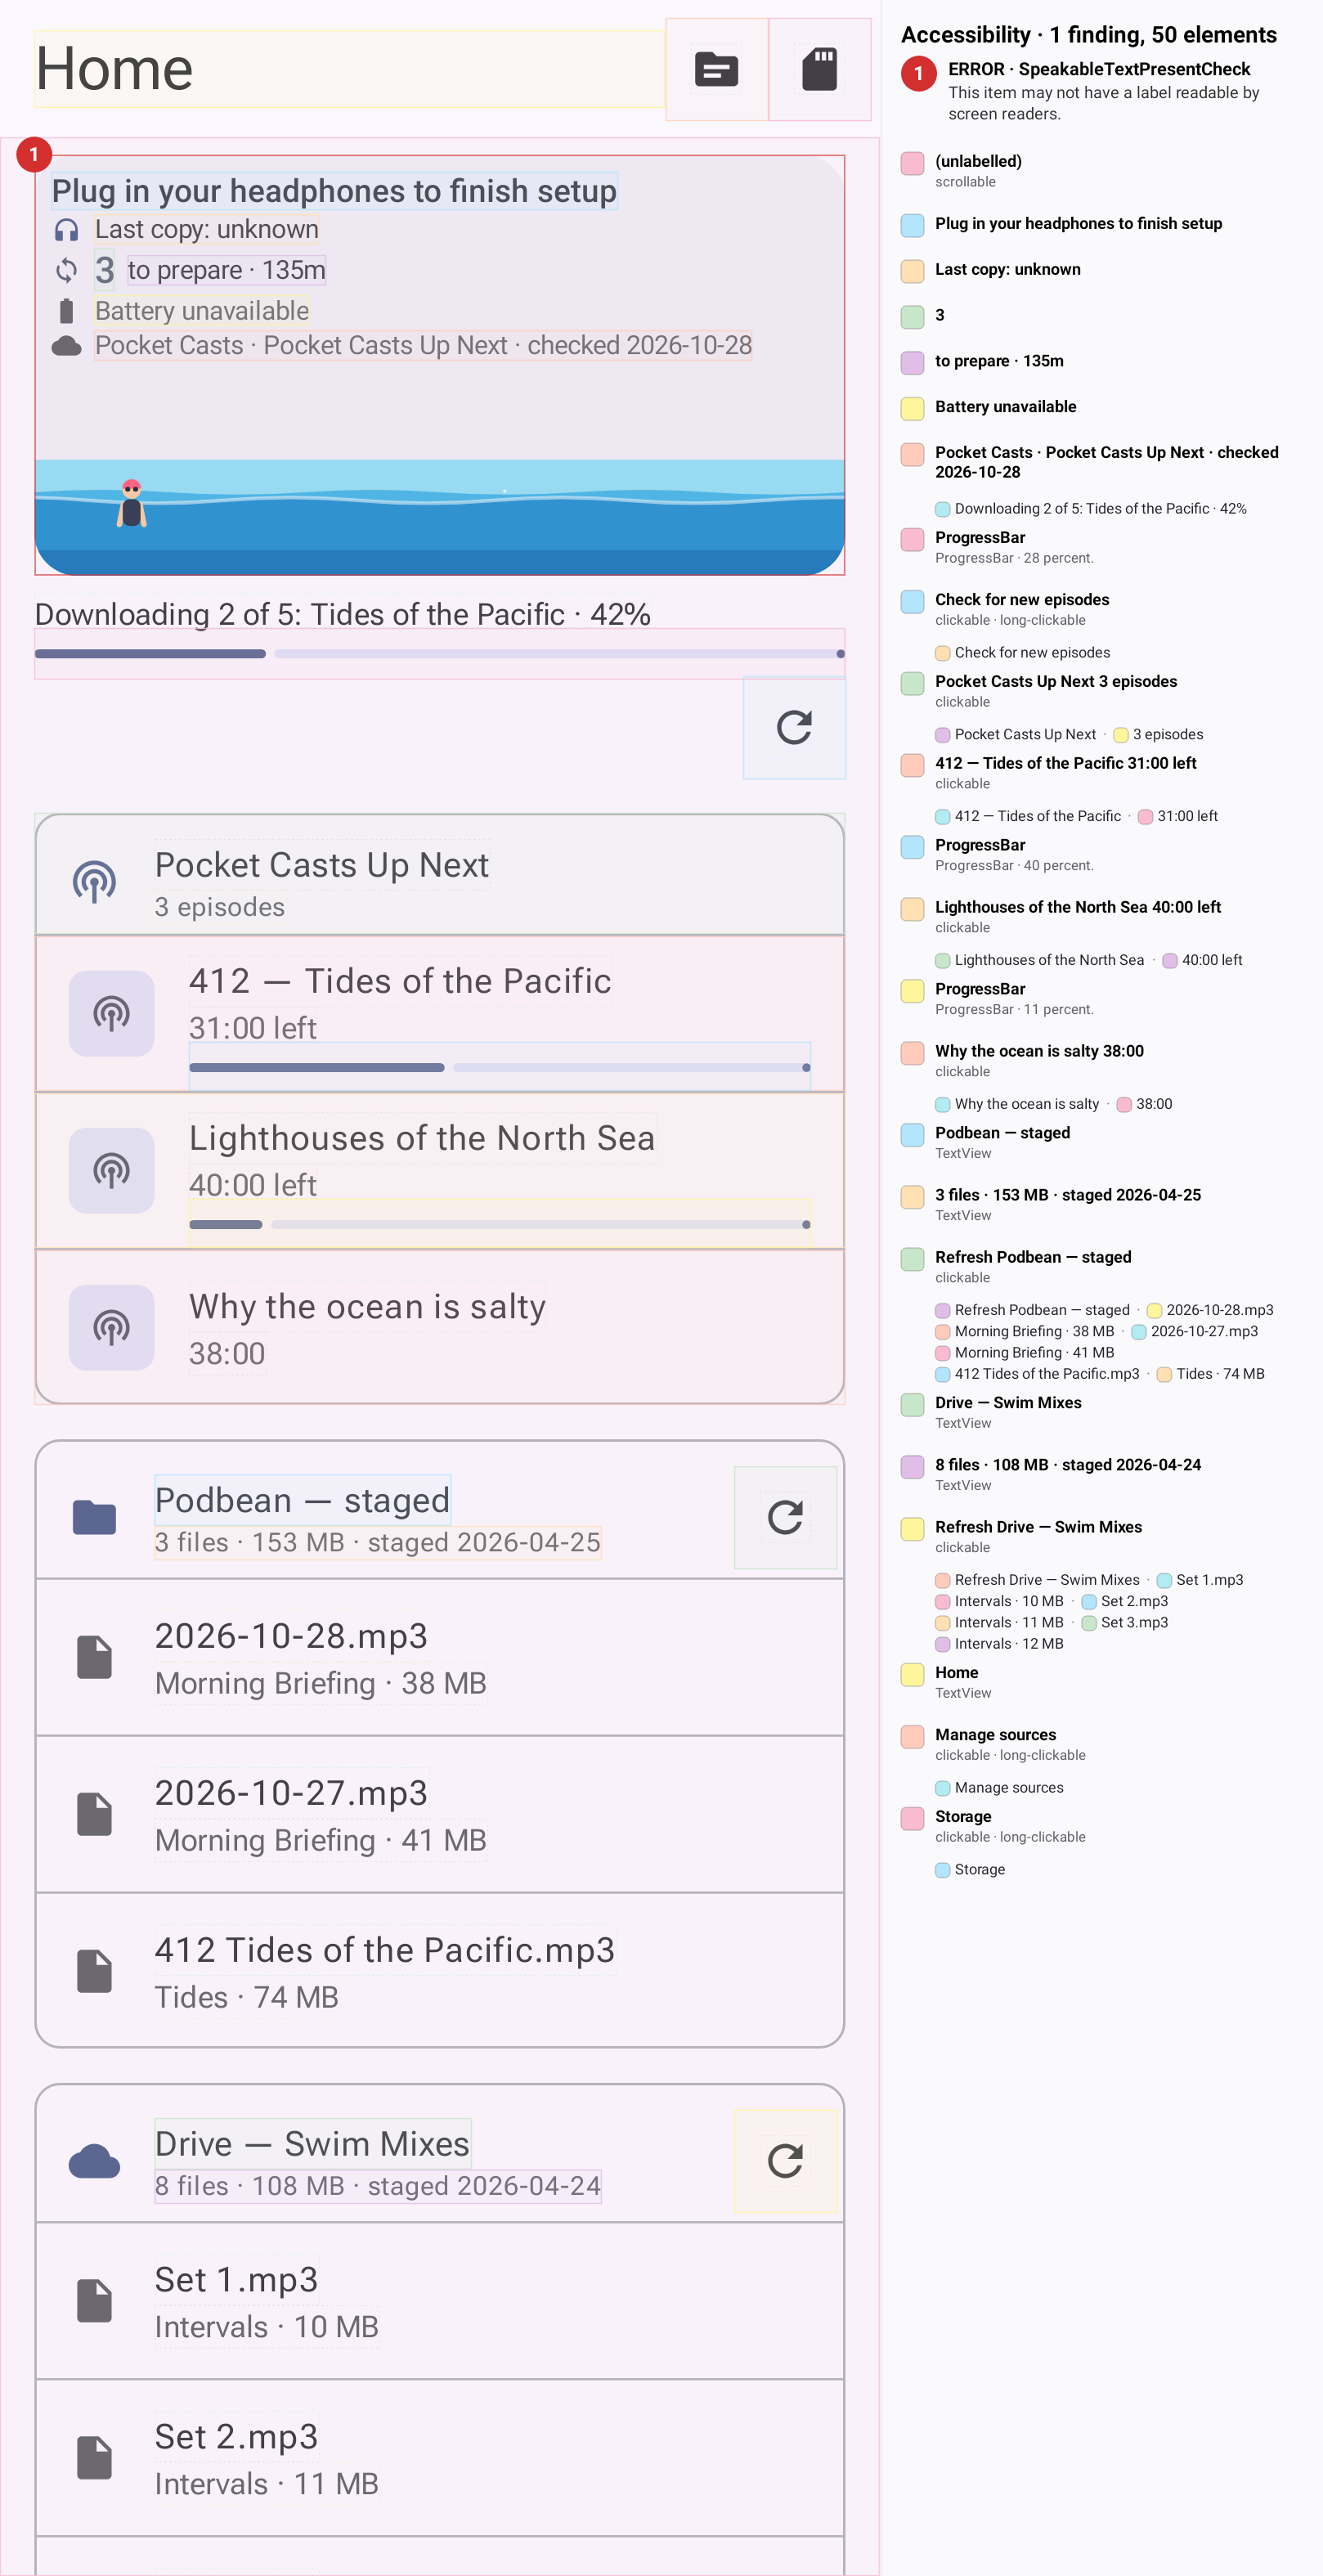 Home
1
Plug in your headphones to finish setup
Last copy: unknown
3 to prepare · 135m
Battery unavailable
Pocket Casts · Pocket Casts Up Next · checked 2026-10-28
Downloading 2 of 5: Tides of the Pacific · 42%
Pocket Casts Up Next
3 episodes
412 — Tides of the Pacific
31:00 left
Lighthouses of the North Sea
40:00 left
Why the ocean is salty
38:00
Podbean — staged
3 files · 153 MB · staged 2026-04-25
2026-10-28.mp3
Morning Briefing · 38 MB
2026-10-27.mp3
Morning Briefing · 41 MB
412 Tides of the Pacific.mp3
Tides · 74 MB
Drive — Swim Mixes
8 files · 108 MB · staged 2026-04-24
Set 1.mp3
Intervals · 10 MB
Set 2.mp3
Intervals · 11 MB
Accessibility · 1 finding, 50 elements
1 ERROR · SpeakableTextPresentCheck
This item may not have a label readable by
screen readers.
(unlabelled)
scrollable
Plug in your headphones to finish setup
Last copy: unknown
3
to prepare · 135m
Battery unavailable
Pocket Casts · Pocket Casts Up Next · checked
2026-10-28
Downloading 2 of 5: Tides of the Pacific · 42%
ProgressBar
ProgressBar · 28 percent.
Check for new episodes
clickable · long-clickable
Check for new episodes
Pocket Casts Up Next 3 episodes
clickable
Pocket Casts Up Next · 3 episodes
412 — Tides of the Pacific 31:00 left
clickable
412 — Tides of the Pacific · 31:00 left
ProgressBar
ProgressBar · 40 percent.
Lighthouses of the North Sea 40:00 left
clickable
Lighthouses of the North Sea · 40:00 left
ProgressBar
ProgressBar · 11 percent.
Why the ocean is salty 38:00
clickable
Why the ocean is salty · 38:00
Podbean — staged
TextView
3 files · 153 MB · staged 2026-04-25
TextView
Refresh Podbean — staged
clickable
Refresh Podbean — staged · 2026-10-28.mp3
Morning Briefing · 38 MB · 2026-10-27.mp3
Morning Briefing · 41 MB
412 Tides of the Pacific.mp3 · Tides · 74 MB
Drive — Swim Mixes
TextView
8 files · 108 MB · staged 2026-04-24
TextView
Refresh Drive — Swim Mixes
clickable
Refresh Drive — Swim Mixes · Set 1.mp3
Intervals · 10 MB · Set 2.mp3
Intervals · 11 MB · Set 3.mp3
Intervals · 12 MB
Home
TextView
Manage sources
clickable · long-clickable
Manage sources
Storage
clickable · long-clickable
Storage